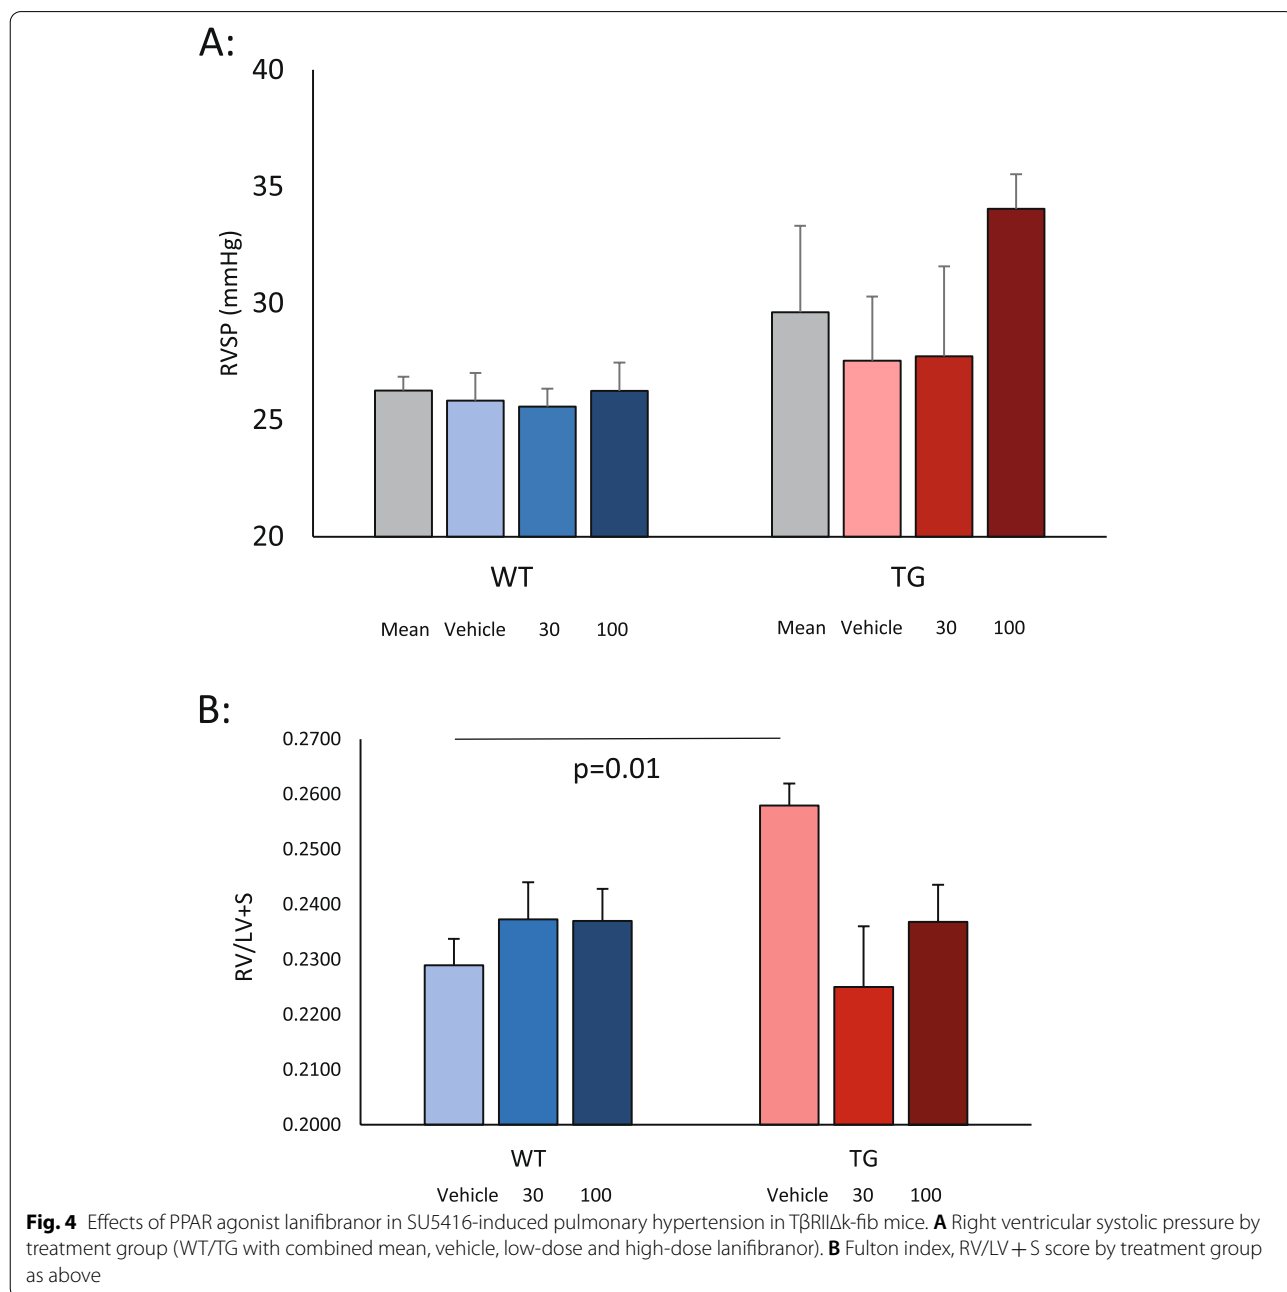 A:
40
35
30
25
20
RVSP (mmHg)
WT TG
Mean Vehicle 30 100 Mean Vehicle 30 100
B:
0.2700
0.2600
0.2500
0.2400
0.2300
0.2200
0.2100
0.2000
RV/LV+S
p=0.01
WT TG
Vehicle 30 100 Vehicle 30 100
Fig. 4 Effects of PPAR agonist lanifibranor in SU5416-induced pulmonary hypertension in TβRIIΔk-fib mice. A Right ventricular systolic pressure by
treatment group (WT/TG with combined mean, vehicle, low-dose and high-dose lanifibranor). B Fulton index, RV/LV + S score by treatment group
as above